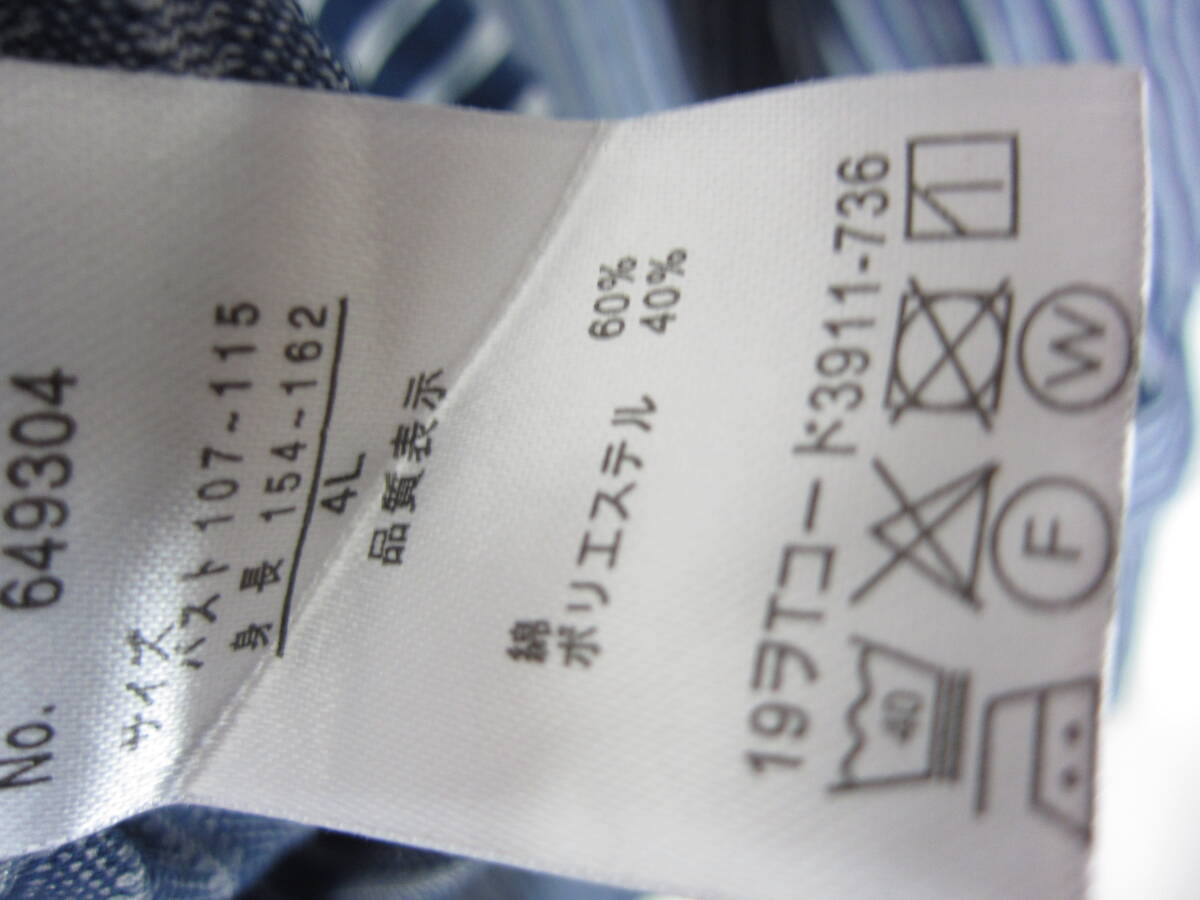 No. 649304
サイズ
バスト 107~115
身長 154~162
4L
品質表示
綿 60%
ポリエステル 40%
19ヲTコード3911-736
40
F
W